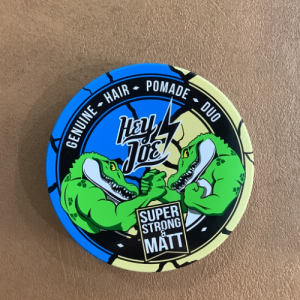 GENUINE • HAIR • POMADE • DUO
HEY
JOE
SUPER
STRONG &
MATT